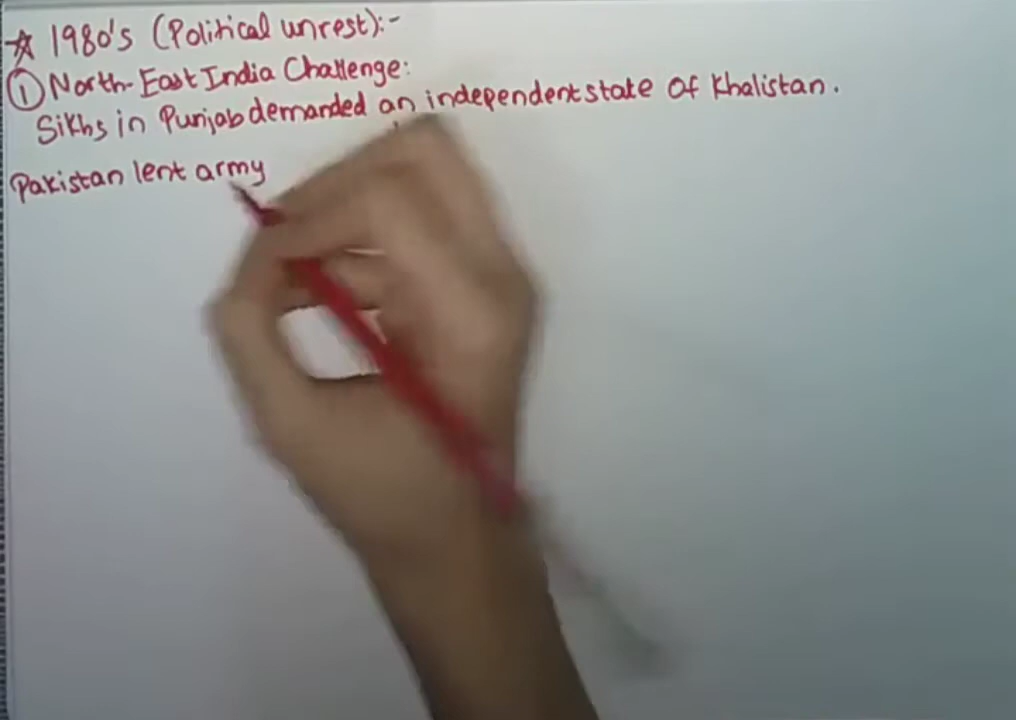 ☆ 1980's (Political unrest):-
① North-East India Challenge:
Sikhs in Punjab demanded an independent state of Khalistan.
Pakistan lent army